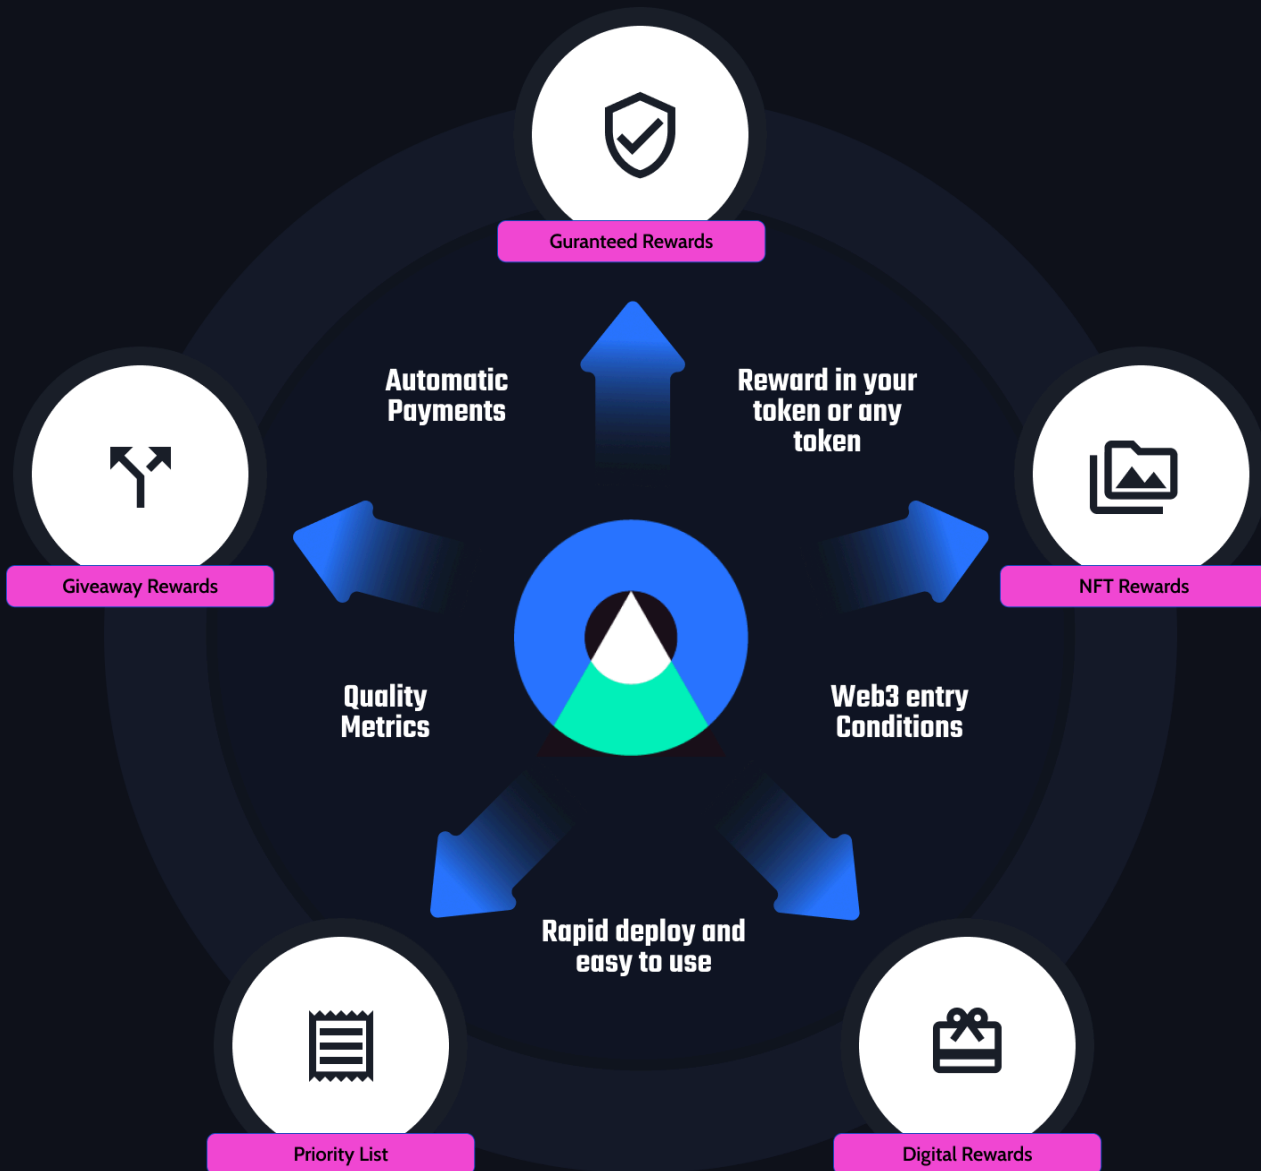 Guranteed Rewards
Automatic
Payments
Reward in your
token or any
token
Giveaway Rewards
NFT Rewards
Quality
Metrics
Web3 entry
Conditions
Rapid deploy and
easy to use
Priority List
Digital Rewards